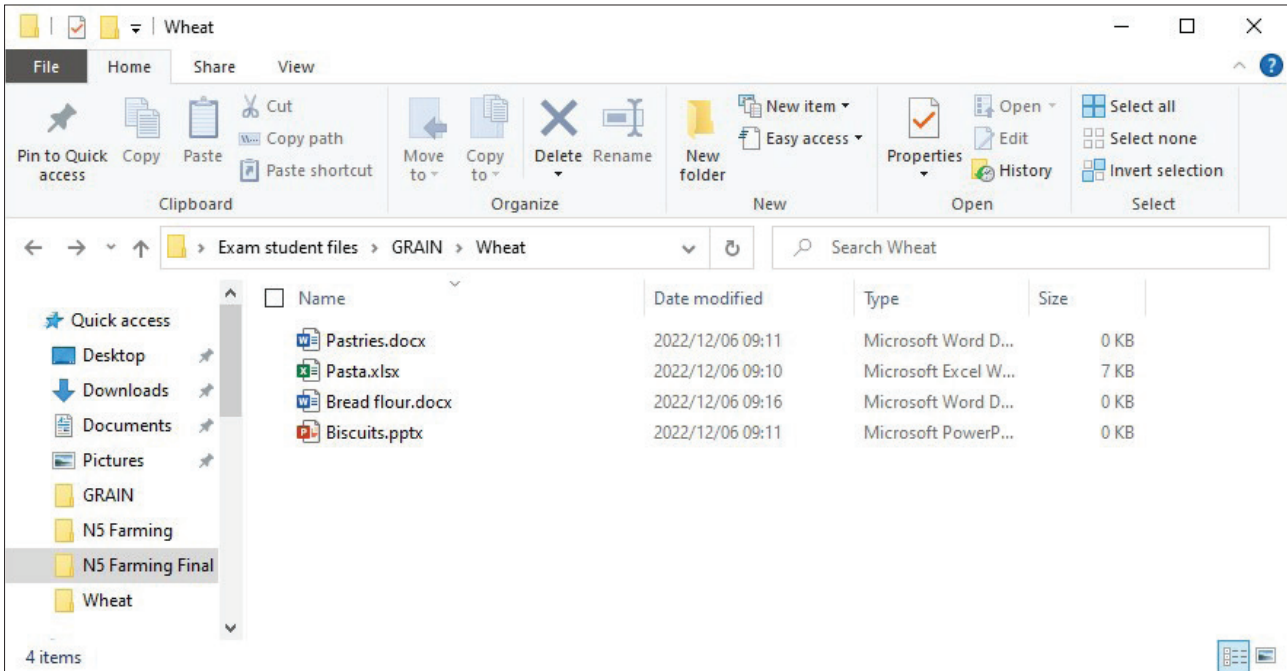 Wheat
File Home Share View
Pin to Quick access
Copy
Paste
Cut
Copy path
Paste shortcut
Clipboard
Move to
Copy to
Delete
Rename
Organize
New folder
New item
Easy access
New
Properties
Open
Edit
History
Open
Select all
Select none
Invert selection
Select
Exam student files > GRAIN > Wheat
Search Wheat
Quick access
Desktop
Downloads
Documents
Pictures
GRAIN
N5 Farming
N5 Farming Final
Wheat
Name Date modified Type Size
Pastries.docx 2022/12/06 09:11 Microsoft Word D... 0 KB
Pasta.xlsx 2022/12/06 09:10 Microsoft Excel W... 7 KB
Bread flour.docx 2022/12/06 09:16 Microsoft Word D... 0 KB
Biscuits.pptx 2022/12/06 09:11 Microsoft PowerP... 0 KB
4 items